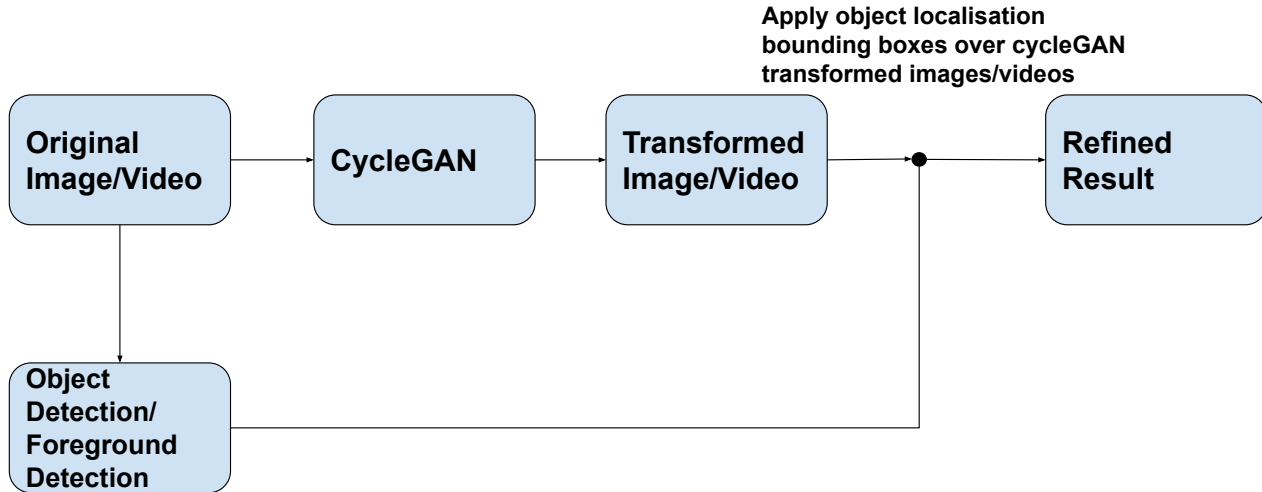 Apply object localisation
bounding boxes over cycleGAN
transformed images/videos
Original
Image/Video
CycleGAN
Transformed
Image/Video
Refined
Result
Object
Detection/
Foreground
Detection